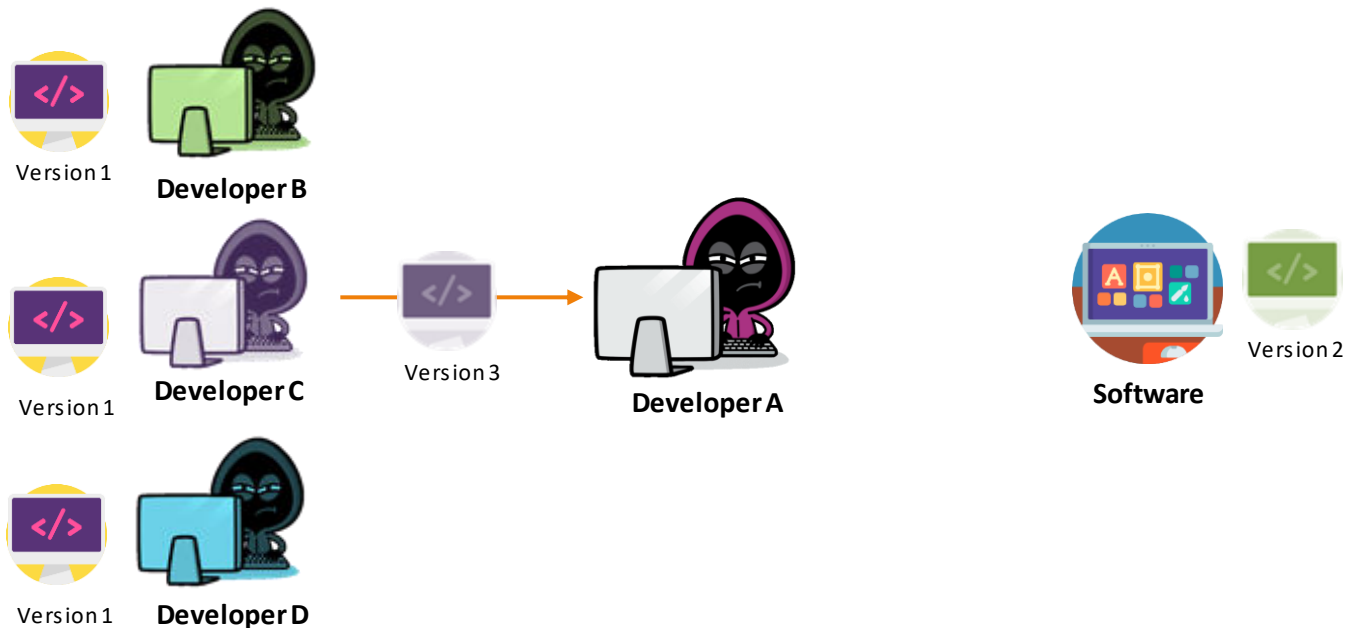 </>
Version 1
Developer B
</>
Version 1
Developer C
</>
Version 3
Developer A
A
Software
</>
Version 2
</>
Version 1
Developer D